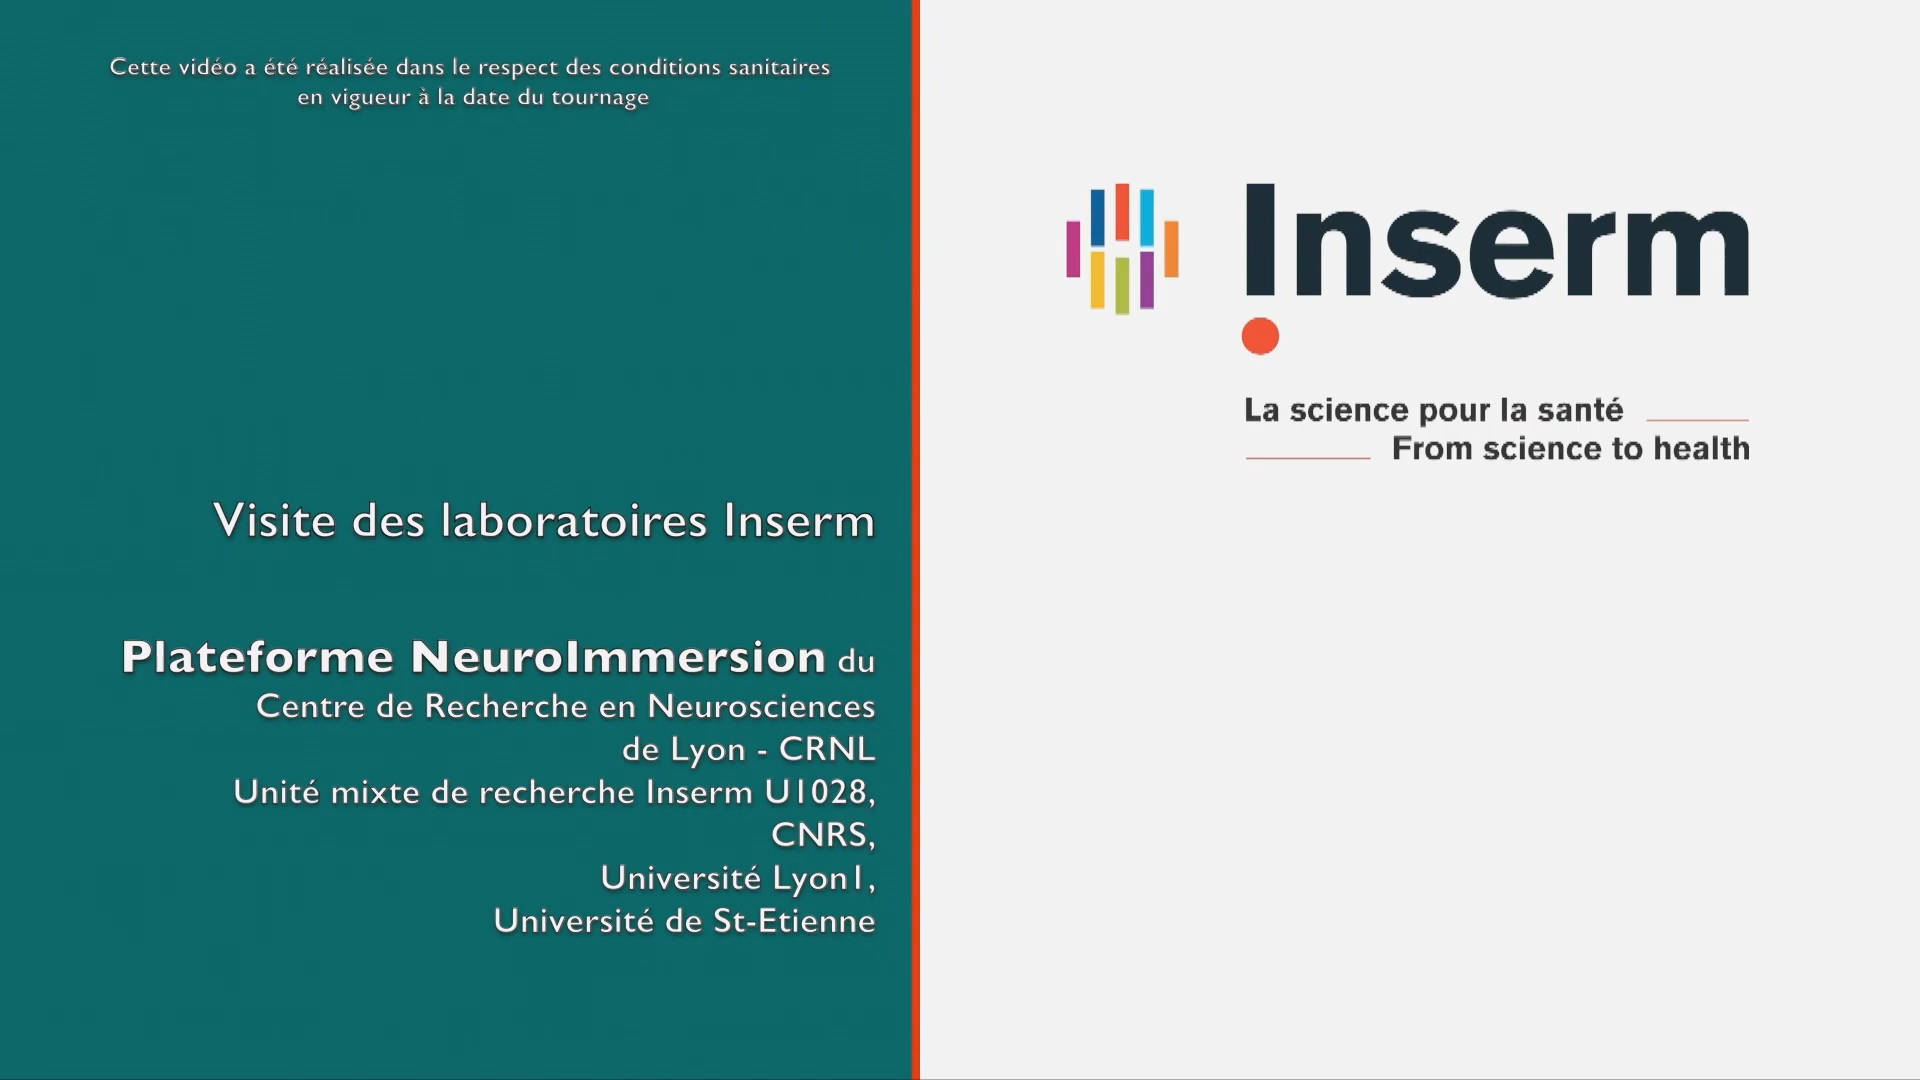 Cette vidéo a été réalisée dans le respect des conditions sanitaires
en vigueur à la date du tournage
Visite des laboratoires Inserm
Plateforme NeuroImmersion du
Centre de Recherche en Neurosciences
de Lyon - CRNL
Unité mixte de recherche Inserm U1028,
CNRS,
Université Lyon1,
Université de St-Etienne
Inserm
La science pour la santé
From science to health